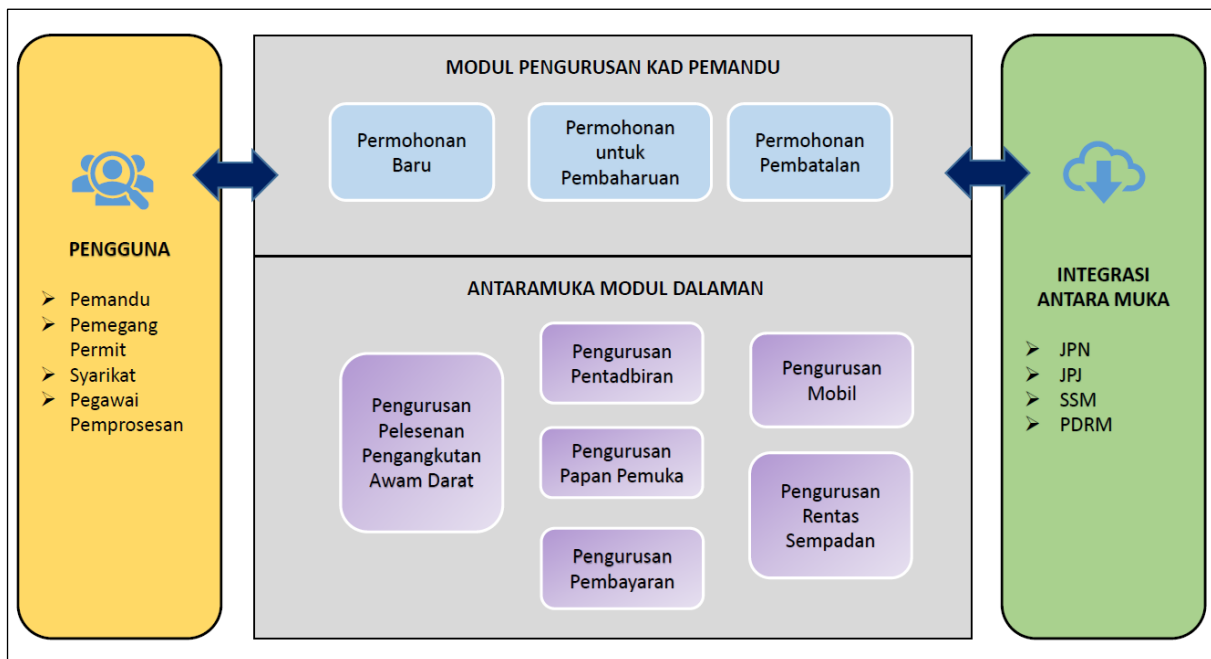 MODUL PENGURUSAN KAD PEMANDU
Permohonan
Baru
Permohonan
untuk
Pembaharuan
Permohonan
Pembatalan
PENGGUNA
➢ Pemandu
➢ Pemegang
Permit
➢ Syarikat
➢ Pegawai
Pemprosesan
ANTARAMUKA MODUL DALAMAN
Pengurusan
Pelesenan
Pengangkutan
Awam Darat
Pengurusan
Pentadbiran
Pengurusan
Papan Pemuka
Pengurusan
Pembayaran
Pengurusan
Mobil
Pengurusan
Rentas
Sempadan
INTEGRASI
ANTARA MUKA
➢ JPN
➢ JPJ
➢ SSM
➢ PDRM